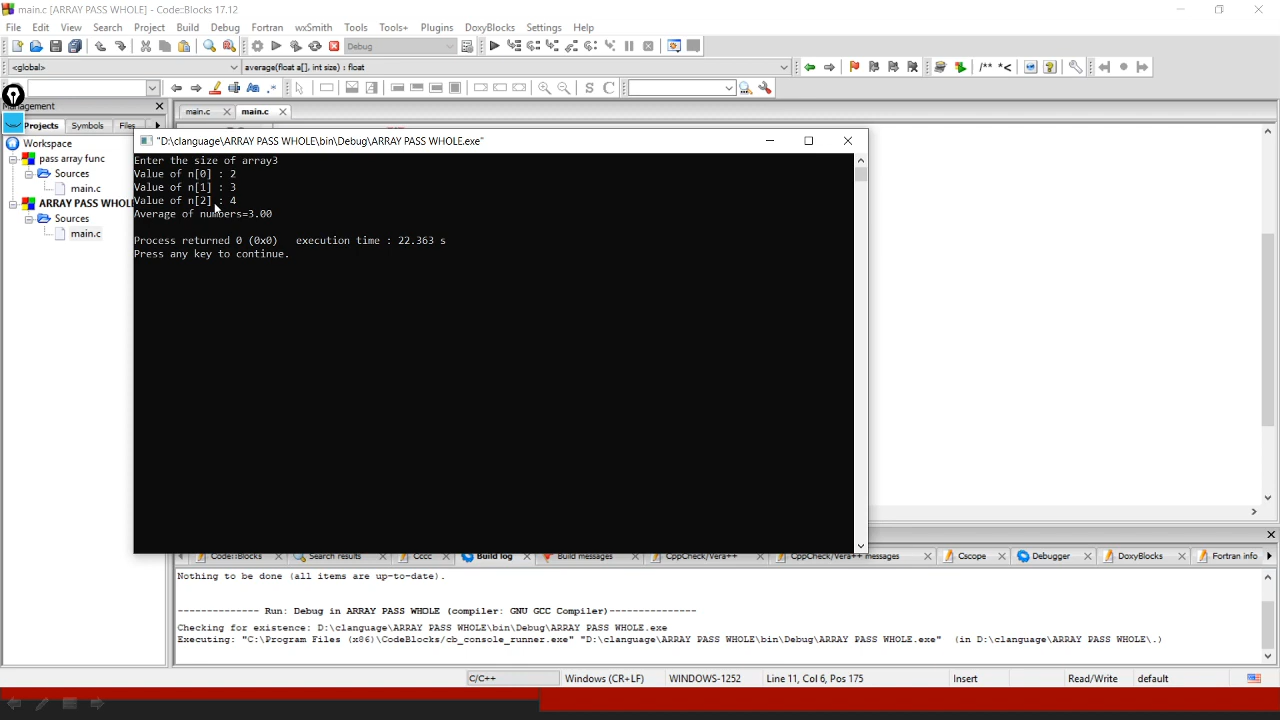 main.c [ARRAY PASS WHOLE] - Code::Blocks 17.12
File Edit View Search Project Build Debug Fortran wxSmith Tools Tools+ Plugins DoxyBlocks Settings Help
Debug
<global> average(float a[], int size) : float
/** *<
S C
Management
main.c main.c
Projects Symbols Files
Workspace
pass array func
Sources
main.c
ARRAY PASS WHOL
Sources
main.c
"D:\clanguage\ARRAY PASS WHOLE\bin\Debug\ARRAY PASS WHOLE.exe"
Enter the size of array3
Value of n[0] : 2
Value of n[1] : 3
Value of n[2] : 4
Average of numbers=3.00
Process returned 0 (0x0)   execution time : 22.363 s
Press any key to continue.
Code::Blocks Search results Cccc Build log Build messages CppCheck/Vera++ CppCheck/Vera++ messages Cscope Debugger DoxyBlocks Fortran info
Nothing to be done (all items are up-to-date).
-------------- Run: Debug in ARRAY PASS WHOLE (compiler: GNU GCC Compiler)---------------
Checking for existence: D:\clanguage\ARRAY PASS WHOLE\bin\Debug\ARRAY PASS WHOLE.exe
Executing: "C:\Program Files (x86)\CodeBlocks/cb_console_runner.exe" "D:\clanguage\ARRAY PASS WHOLE\bin\Debug\ARRAY PASS WHOLE.exe"  (in D:\clanguage\ARRAY PASS WHOLE\.)
C/C++ Windows (CR+LF) WINDOWS-1252 Line 11, Col 6, Pos 175 Insert Read/Write default